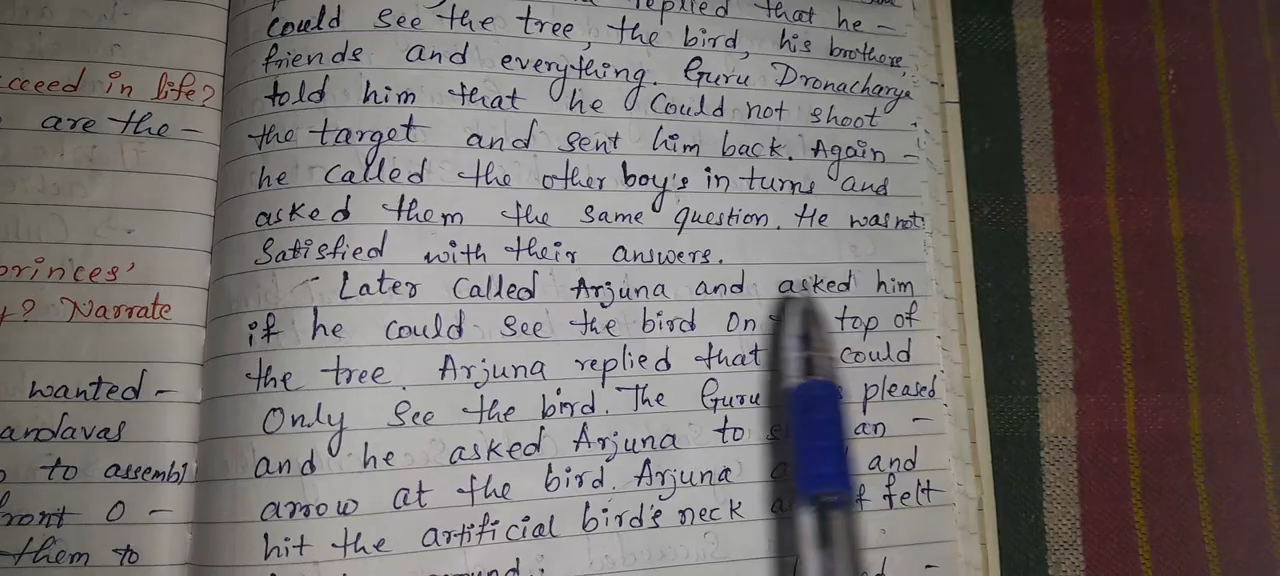 replied that he -
could see the tree, the bird, his brothers,
friends and everything. Guru Dronacharya
told him that he could not shoot
the target and sent him back. Again -
he called the other boy's in turns and
asked them the same question. He was not
Satisfied with their answers.
- Later called Arjuna and asked him
if he could see the bird on top of
the tree. Arjuna replied that could
Only see the bird. The Guru pleased
and he asked Arjuna to an -
arrow at the bird. Arjuna and
hit the artificial bird's neck felt
cceed in life?
are the -
princes'
? Narrate
wanted -
andavas
to assembl
ront o -
them to